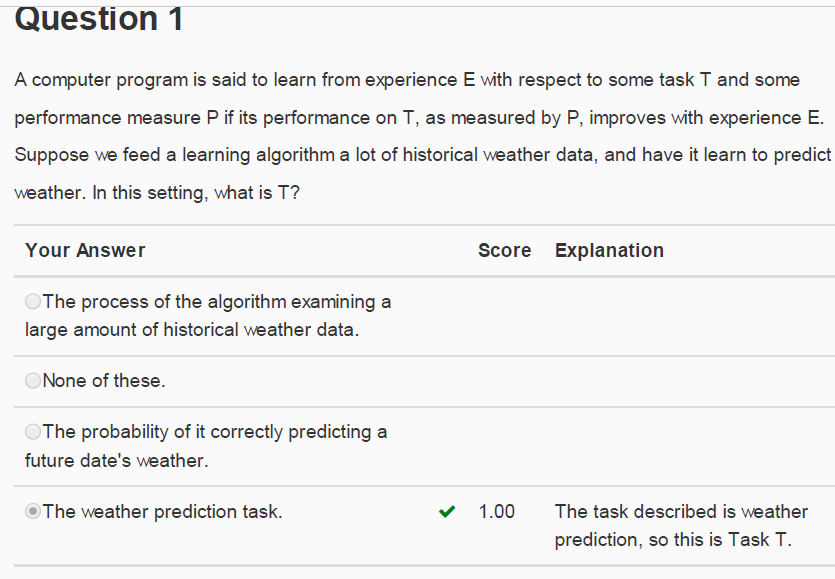 Question 1
A computer program is said to learn from experience E with respect to some task T and some
performance measure P if its performance on T, as measured by P, improves with experience E.
Suppose we feed a learning algorithm a lot of historical weather data, and have it learn to predict
weather. In this setting, what is T?
Your Answer Score Explanation
The process of the algorithm examining a
large amount of historical weather data.
None of these.
The probability of it correctly predicting a
future date's weather.
The weather prediction task. 1.00 The task described is weather
prediction, so this is Task T.